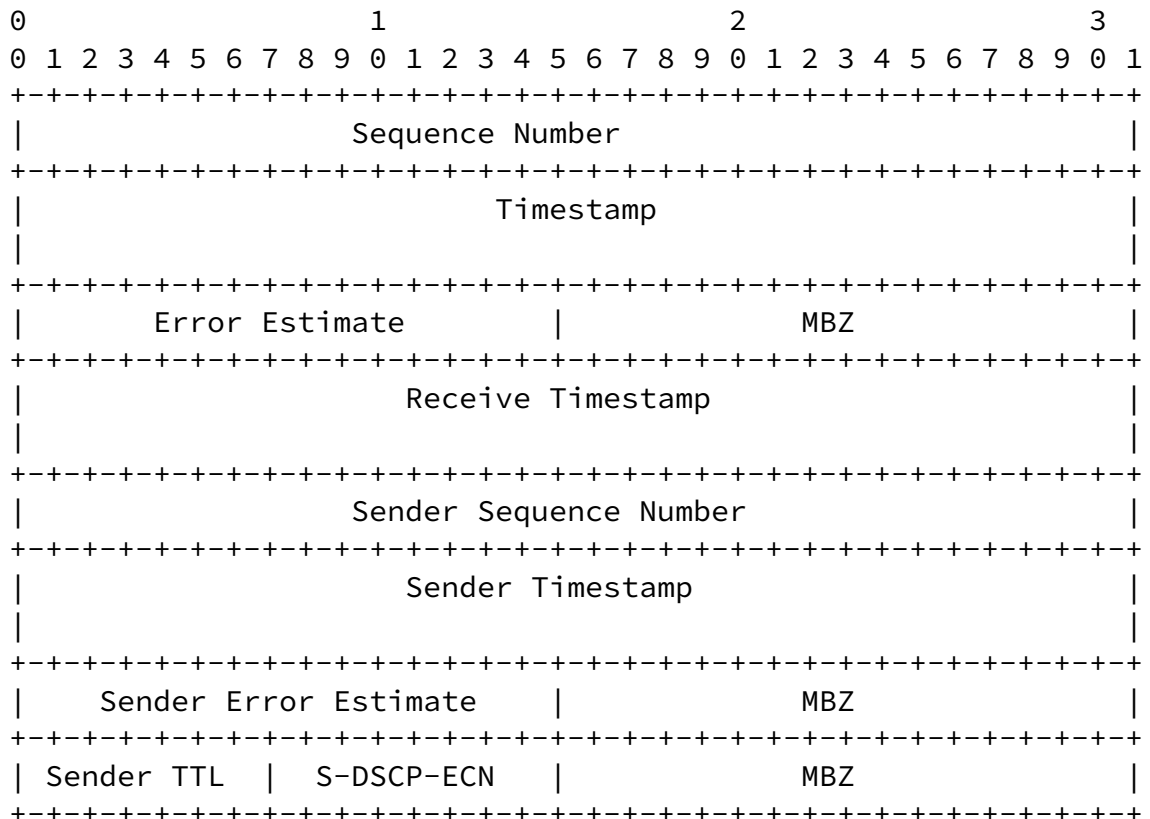 0                   1                   2                   3
0 1 2 3 4 5 6 7 8 9 0 1 2 3 4 5 6 7 8 9 0 1 2 3 4 5 6 7 8 9 0 1
+-+-+-+-+-+-+-+-+-+-+-+-+-+-+-+-+-+-+-+-+-+-+-+-+-+-+-+-+-+-+-+
|                  Sequence Number                            |
+-+-+-+-+-+-+-+-+-+-+-+-+-+-+-+-+-+-+-+-+-+-+-+-+-+-+-+-+-+-+-+
|                          Timestamp                          |
|                                                             |
+-+-+-+-+-+-+-+-+-+-+-+-+-+-+-+-+-+-+-+-+-+-+-+-+-+-+-+-+-+-+-+
|       Error Estimate        |             MBZ               |
+-+-+-+-+-+-+-+-+-+-+-+-+-+-+-+-+-+-+-+-+-+-+-+-+-+-+-+-+-+-+-+
|                     Receive Timestamp                       |
|                                                             |
+-+-+-+-+-+-+-+-+-+-+-+-+-+-+-+-+-+-+-+-+-+-+-+-+-+-+-+-+-+-+-+
|                  Sender Sequence Number                     |
+-+-+-+-+-+-+-+-+-+-+-+-+-+-+-+-+-+-+-+-+-+-+-+-+-+-+-+-+-+-+-+
|                     Sender Timestamp                        |
|                                                             |
+-+-+-+-+-+-+-+-+-+-+-+-+-+-+-+-+-+-+-+-+-+-+-+-+-+-+-+-+-+-+-+
|    Sender Error Estimate    |             MBZ               |
+-+-+-+-+-+-+-+-+-+-+-+-+-+-+-+-+-+-+-+-+-+-+-+-+-+-+-+-+-+-+-+
| Sender TTL  |  S-DSCP-ECN   |             MBZ               |
+-+-+-+-+-+-+-+-+-+-+-+-+-+-+-+-+-+-+-+-+-+-+-+-+-+-+-+-+-+-+-+